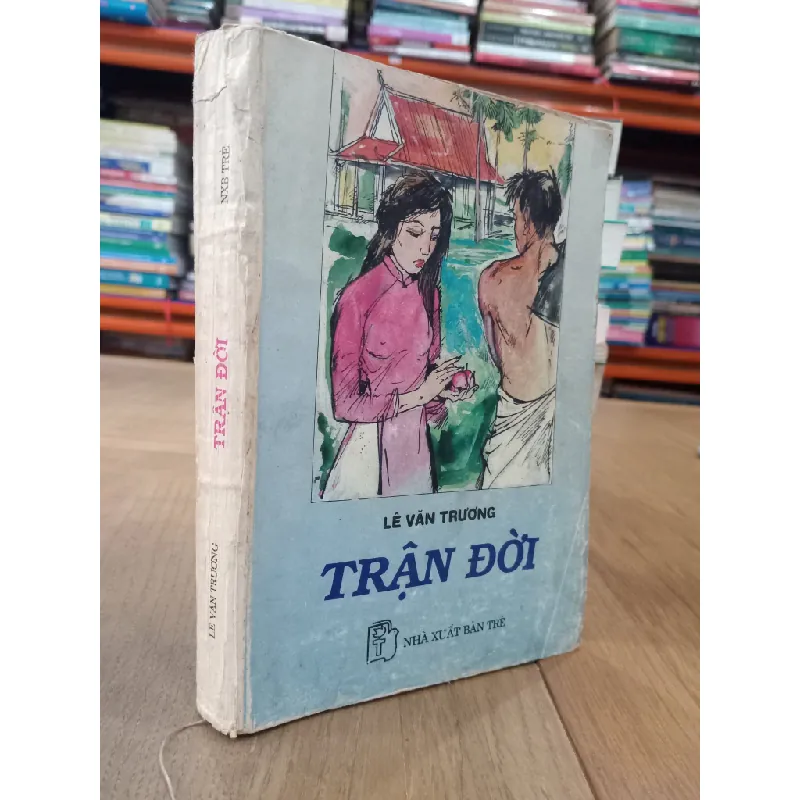 LÊ VĂN TRƯƠNG
TRẬN ĐỜI
NHÀ XUẤT BẢN TRẺ
LÊ VĂN TRƯƠNG
TRẬN ĐỜI
NXB TRẺ